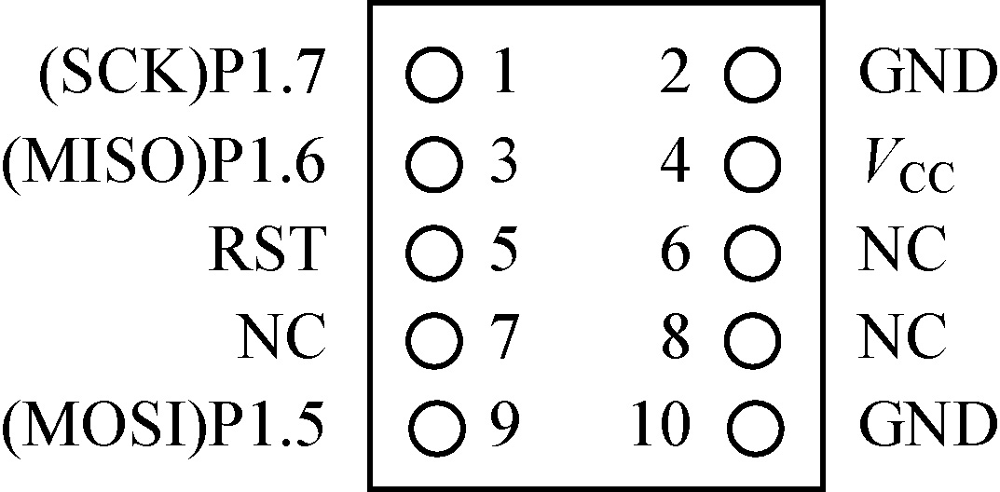 (SCK)P1.7 1 2 GND
(MISO)P1.6 3 4 VCC
RST 5 6 NC
NC 7 8 NC
(MOSI)P1.5 9 10 GND